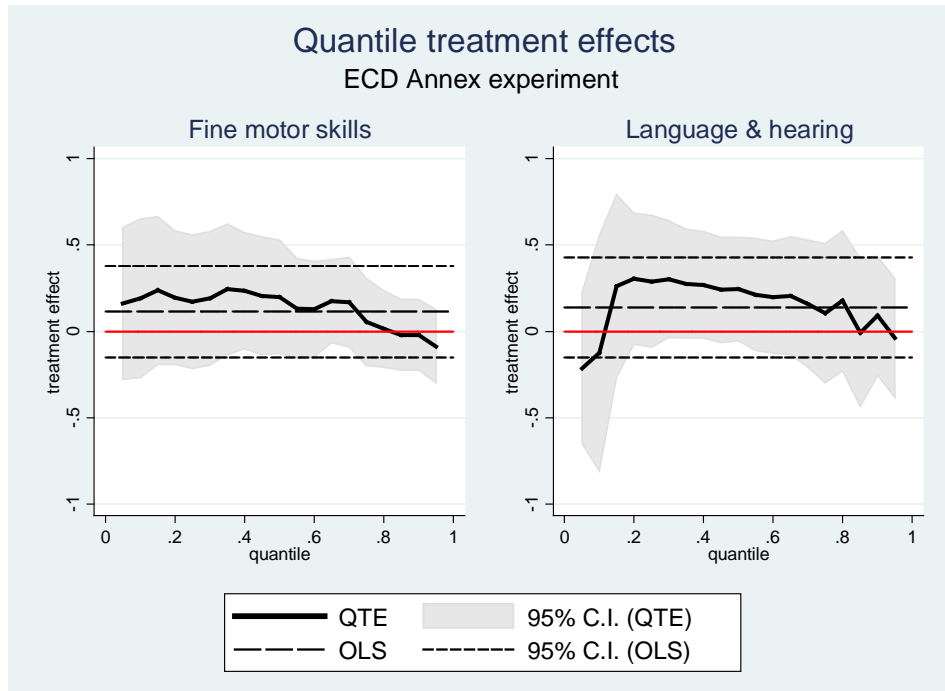 Quantile treatment effects
ECD Annex experiment
Fine motor skills
treatment effect
1
.5
0
-.5
-1
0 .2 .4 .6 .8 1
quantile
Language & hearing
treatment effect
1
.5
0
-.5
-1
0 .2 .4 .6 .8 1
quantile
QTE 95% C.I. (QTE)
OLS 95% C.I. (OLS)